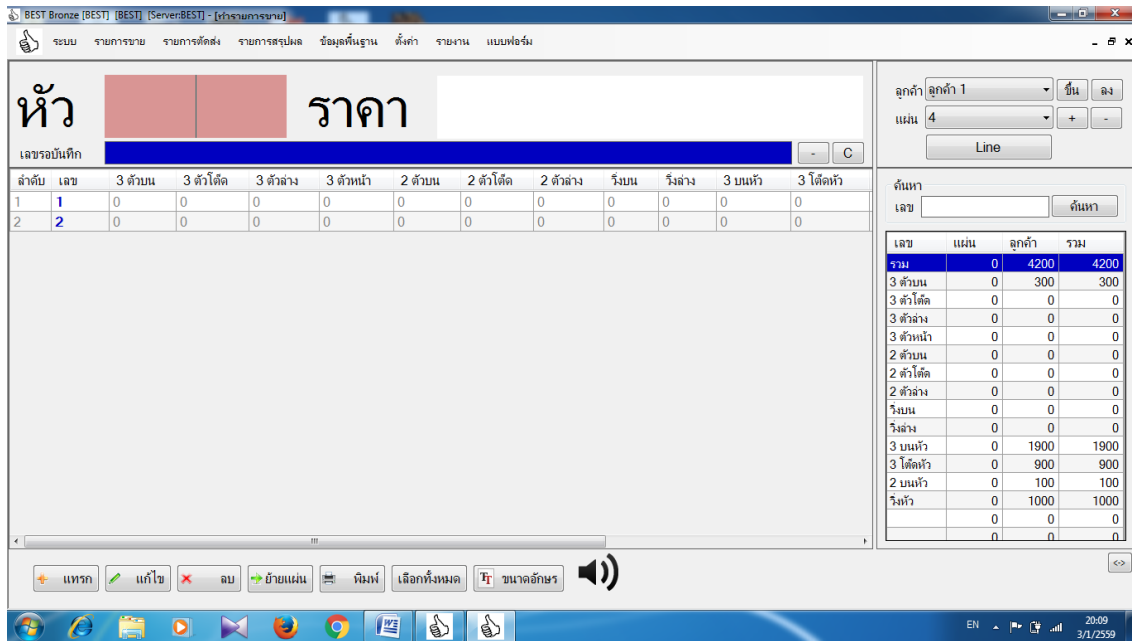 BEST Bronze [BEST] [BEST] [Server:BEST] - [ทำรายการขาย]
ระบบ รายการขาย รายการตัดส่ง รายการสรุปผล ข้อมูลพื้นฐาน ตั้งค่า รายงาน แบบฟอร์ม
หัว ราคา
เลขรอบันทึก - C
ลูกค้า ลูกค้า 1 ขึ้น ลง
แผ่น 4 + -
Line
ลำดับ เลข 3 ตัวบน 3 ตัวโต๊ด 3 ตัวล่าง 3 ตัวหน้า 2 ตัวบน 2 ตัวโต๊ด 2 ตัวล่าง วิ่งบน วิ่งล่าง 3 บนหัว 3 โต๊ดหัว
1 1 0 0 0 0 0 0 0 0 0 0 0
2 2 0 0 0 0 0 0 0 0 0 0 0
ค้นหา
เลข ค้นหา
เลข แผ่น ลูกค้า รวม
รวม 0 4200 4200
3 ตัวบน 0 300 300
3 ตัวโต๊ด 0 0 0
3 ตัวล่าง 0 0 0
3 ตัวหน้า 0 0 0
2 ตัวบน 0 0 0
2 ตัวโต๊ด 0 0 0
2 ตัวล่าง 0 0 0
วิ่งบน 0 0 0
วิ่งล่าง 0 0 0
3 บนหัว 0 1900 1900
3 โต๊ดหัว 0 900 900
2 บนหัว 0 100 100
วิ่งหัว 0 1000 1000
0 0 0
0 0 0
แทรก แก้ไข ลบ ย้ายแผ่น พิมพ์ เลือกทั้งหมด ขนาดอักษร
EN 20:09
3/1/2559